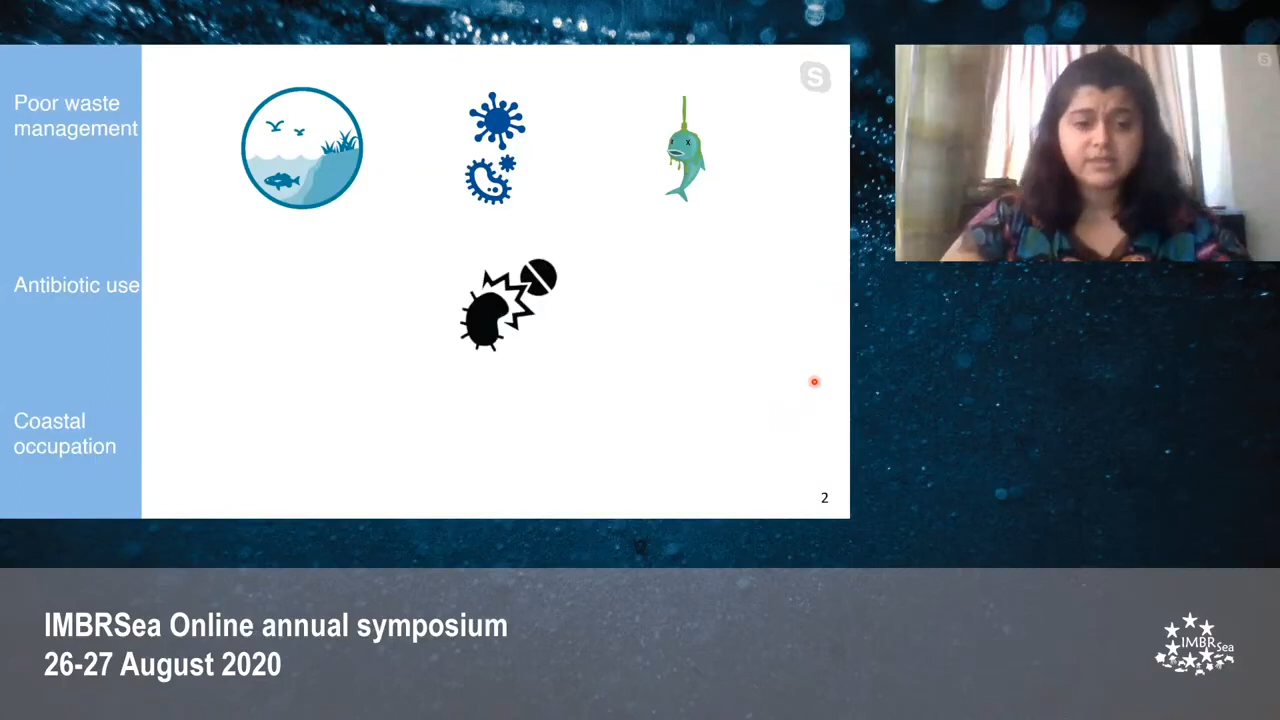 Poor waste
management
Antibiotic use
Coastal
occupation
2
IMBRSea Online annual symposium
26-27 August 2020
IMBRSea